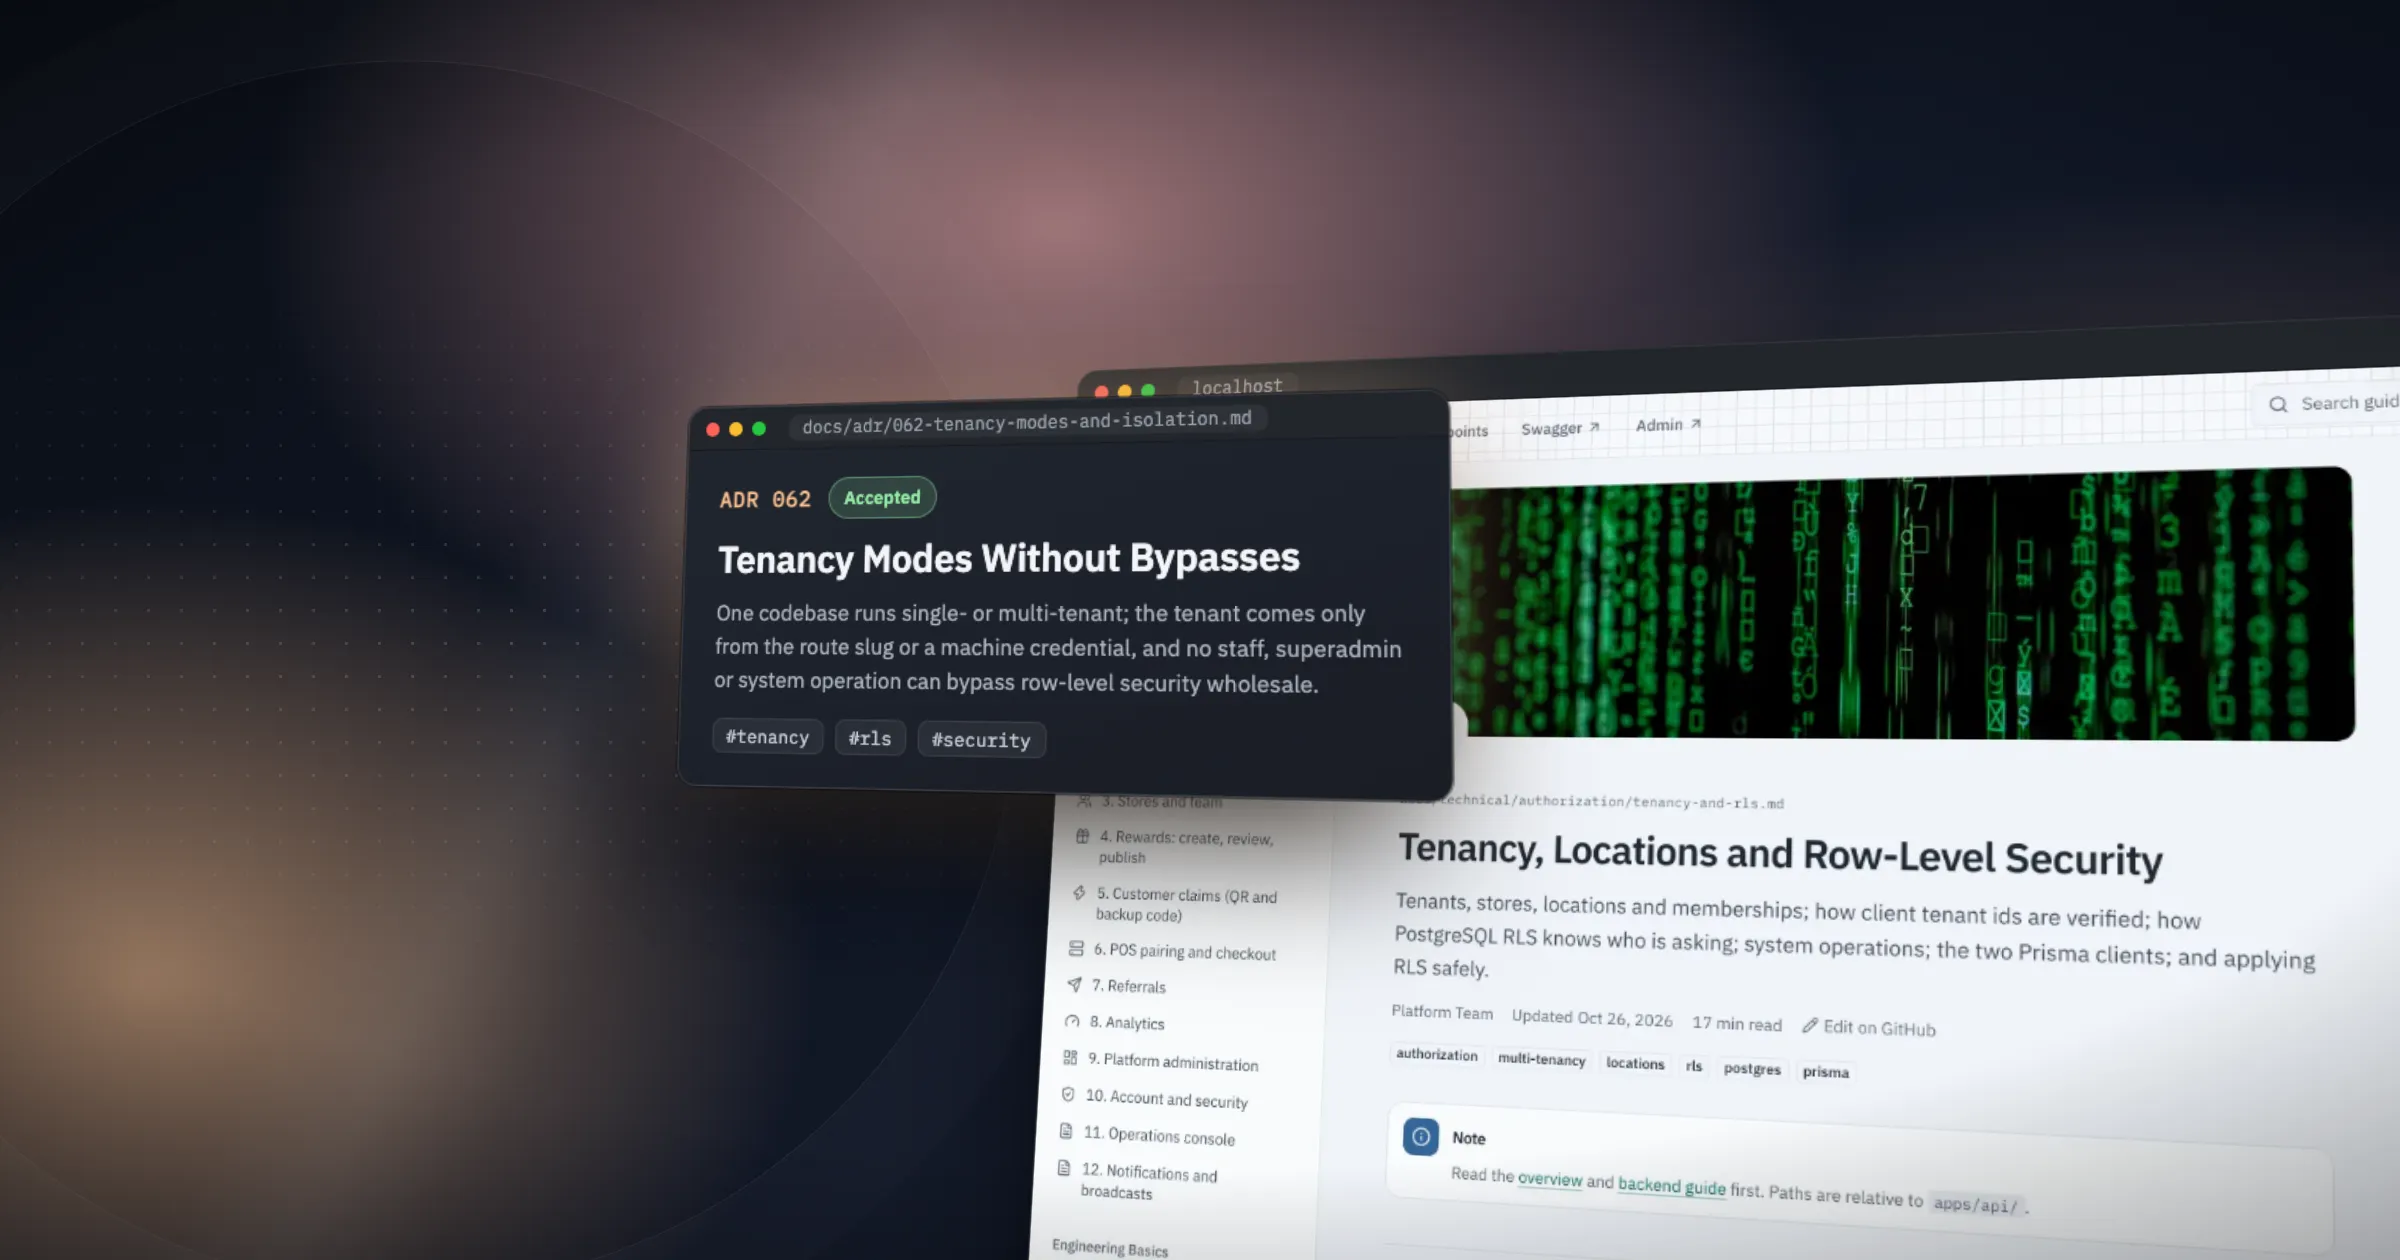 localhost
docs/adr/062-tenancy-modes-and-isolation.md
ADR 062
Accepted
Tenancy Modes Without Bypasses
One codebase runs single- or multi-tenant; the tenant comes only
from the route slug or a machine credential, and no staff, superadmin
or system operation can bypass row-level security wholesale.
#tenancy #rls #security
Swagger ↗ Admin ↗
Search guid
3. Stores and team
4. Rewards: create, review,
publish
5. Customer claims (QR and
backup code)
6. POS pairing and checkout
7. Referrals
8. Analytics
9. Platform administration
10. Account and security
11. Operations console
12. Notifications and
broadcasts
Engineering Basics
technical/authorization/tenancy-and-rls.md
Tenancy, Locations and Row-Level Security
Tenants, stores, locations and memberships; how client tenant ids are verified; how
PostgreSQL RLS knows who is asking; system operations; the two Prisma clients; and applying
RLS safely.
Platform Team Updated Oct 26, 2026 17 min read Edit on GitHub
authorization multi-tenancy locations rls postgres prisma
Note
Read the overview and backend guide first. Paths are relative to apps/api/ .